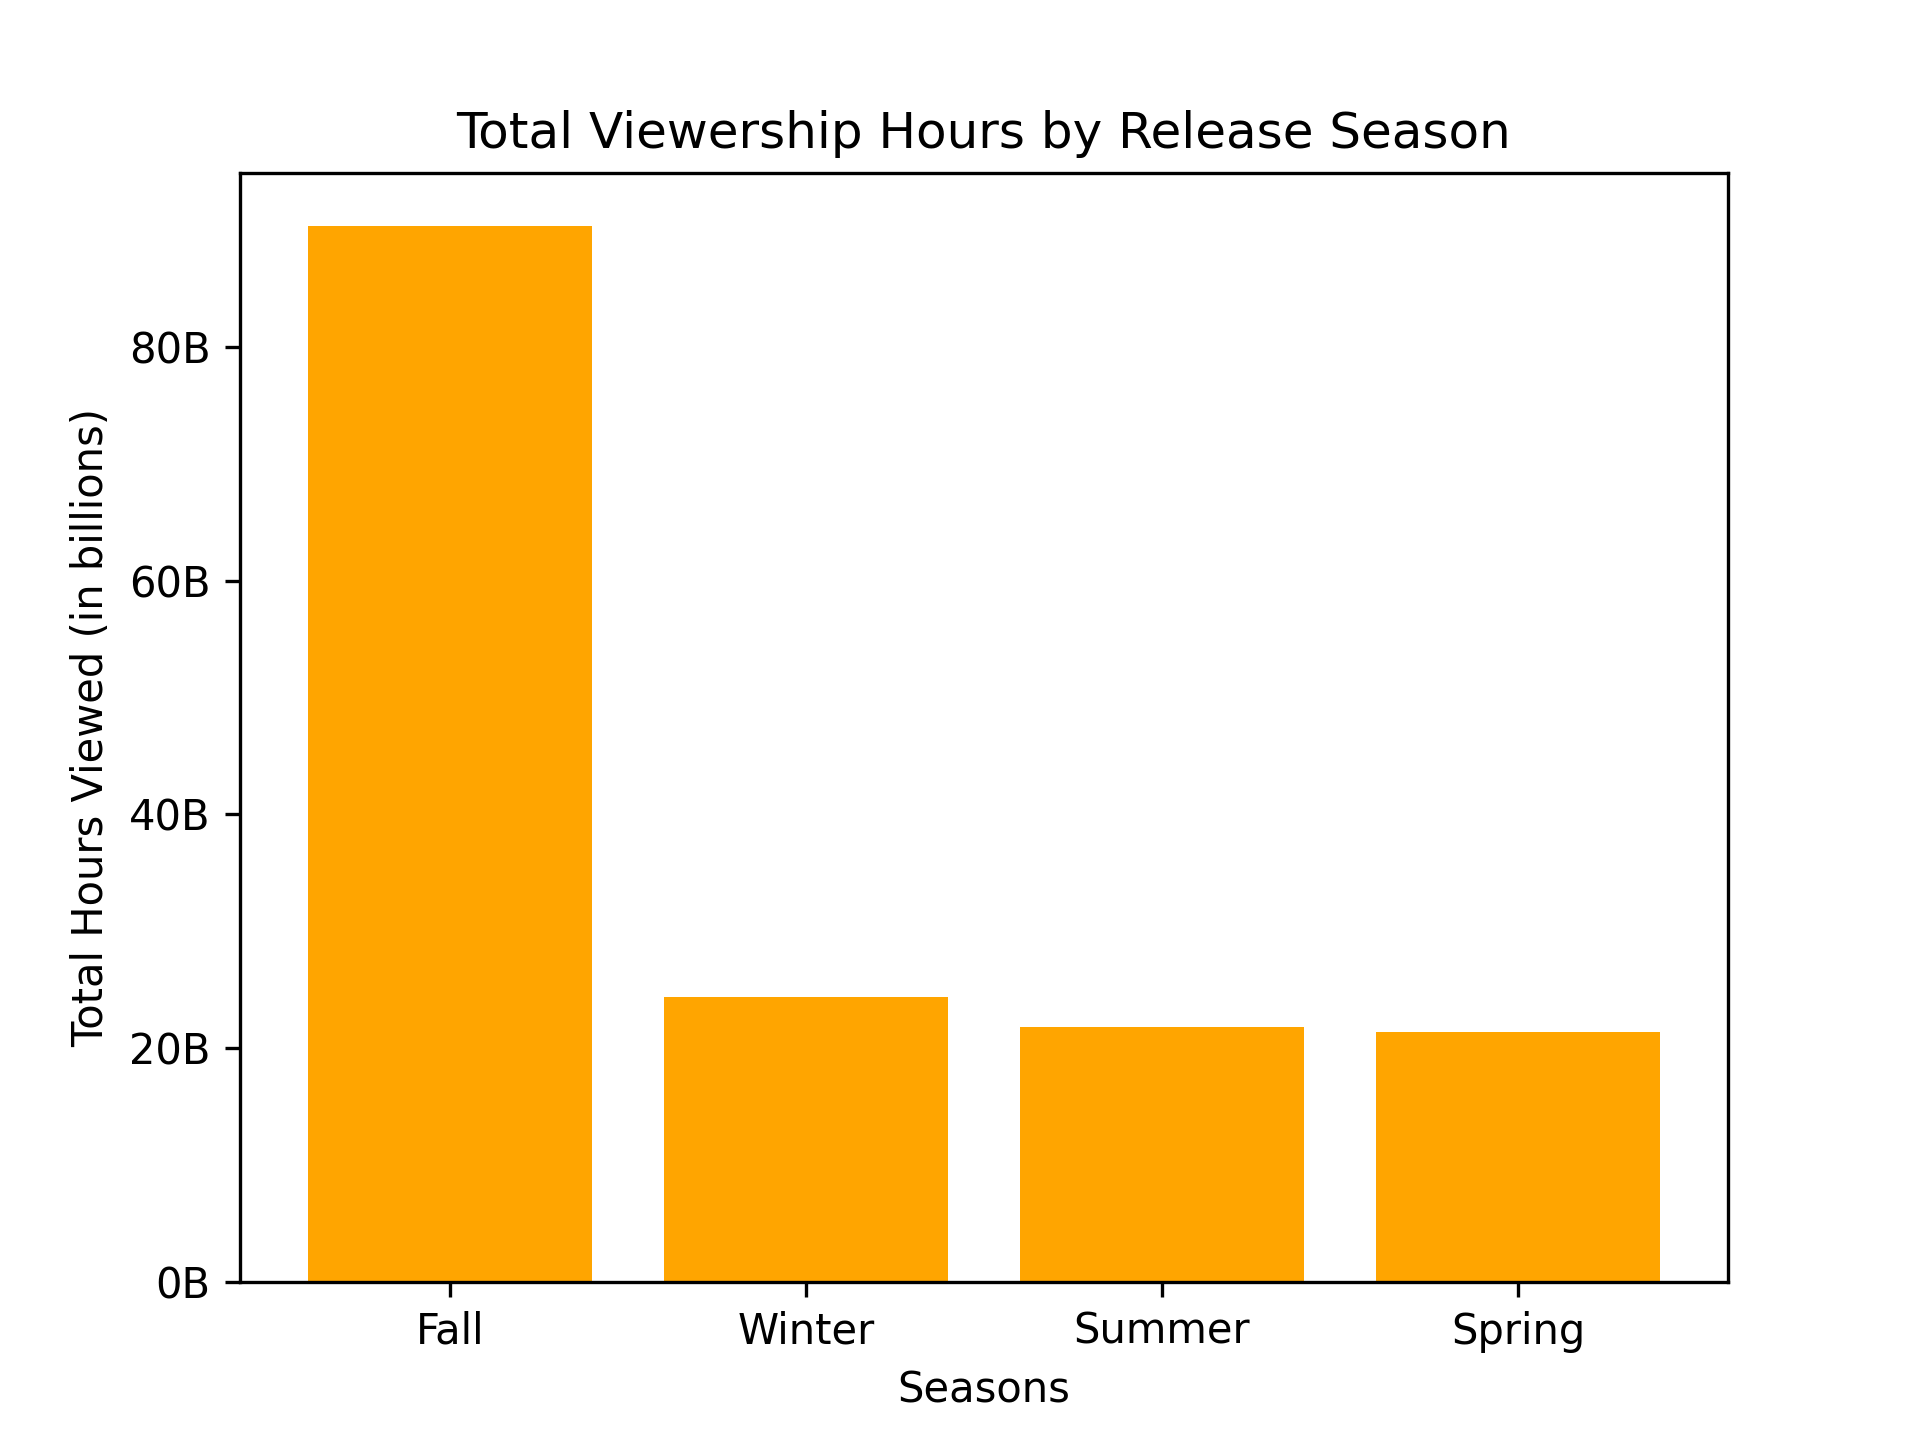 Total Viewership Hours by Release Season
Total Hours Viewed (in billions)
80B
60B
40B
20B
0B
Fall
Winter
Summer
Spring
Seasons